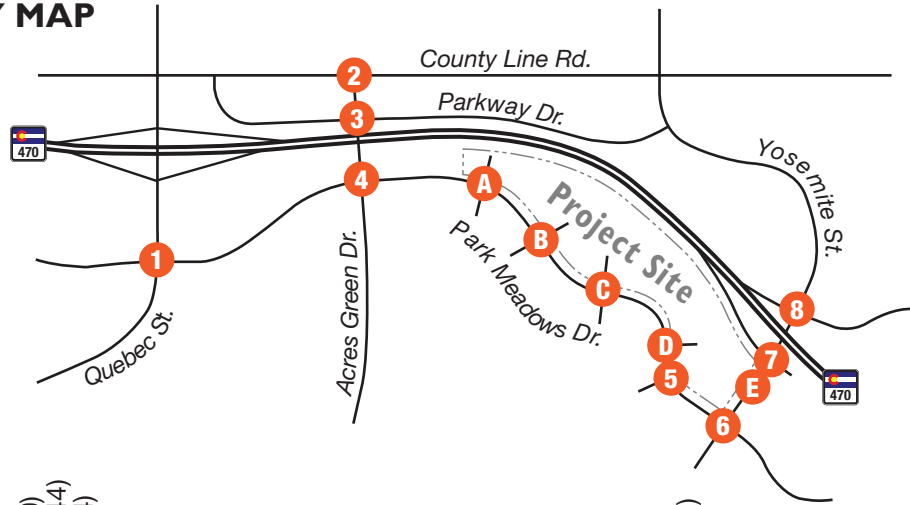 Y MAP
County Line Rd.
2
3
Parkway Dr.
470
Yosemite St.
4
A
Project Site
B
1
Park Meadows Dr.
C
Acres Green Dr.
8
Quebec St.
D
7
5
E
470
6